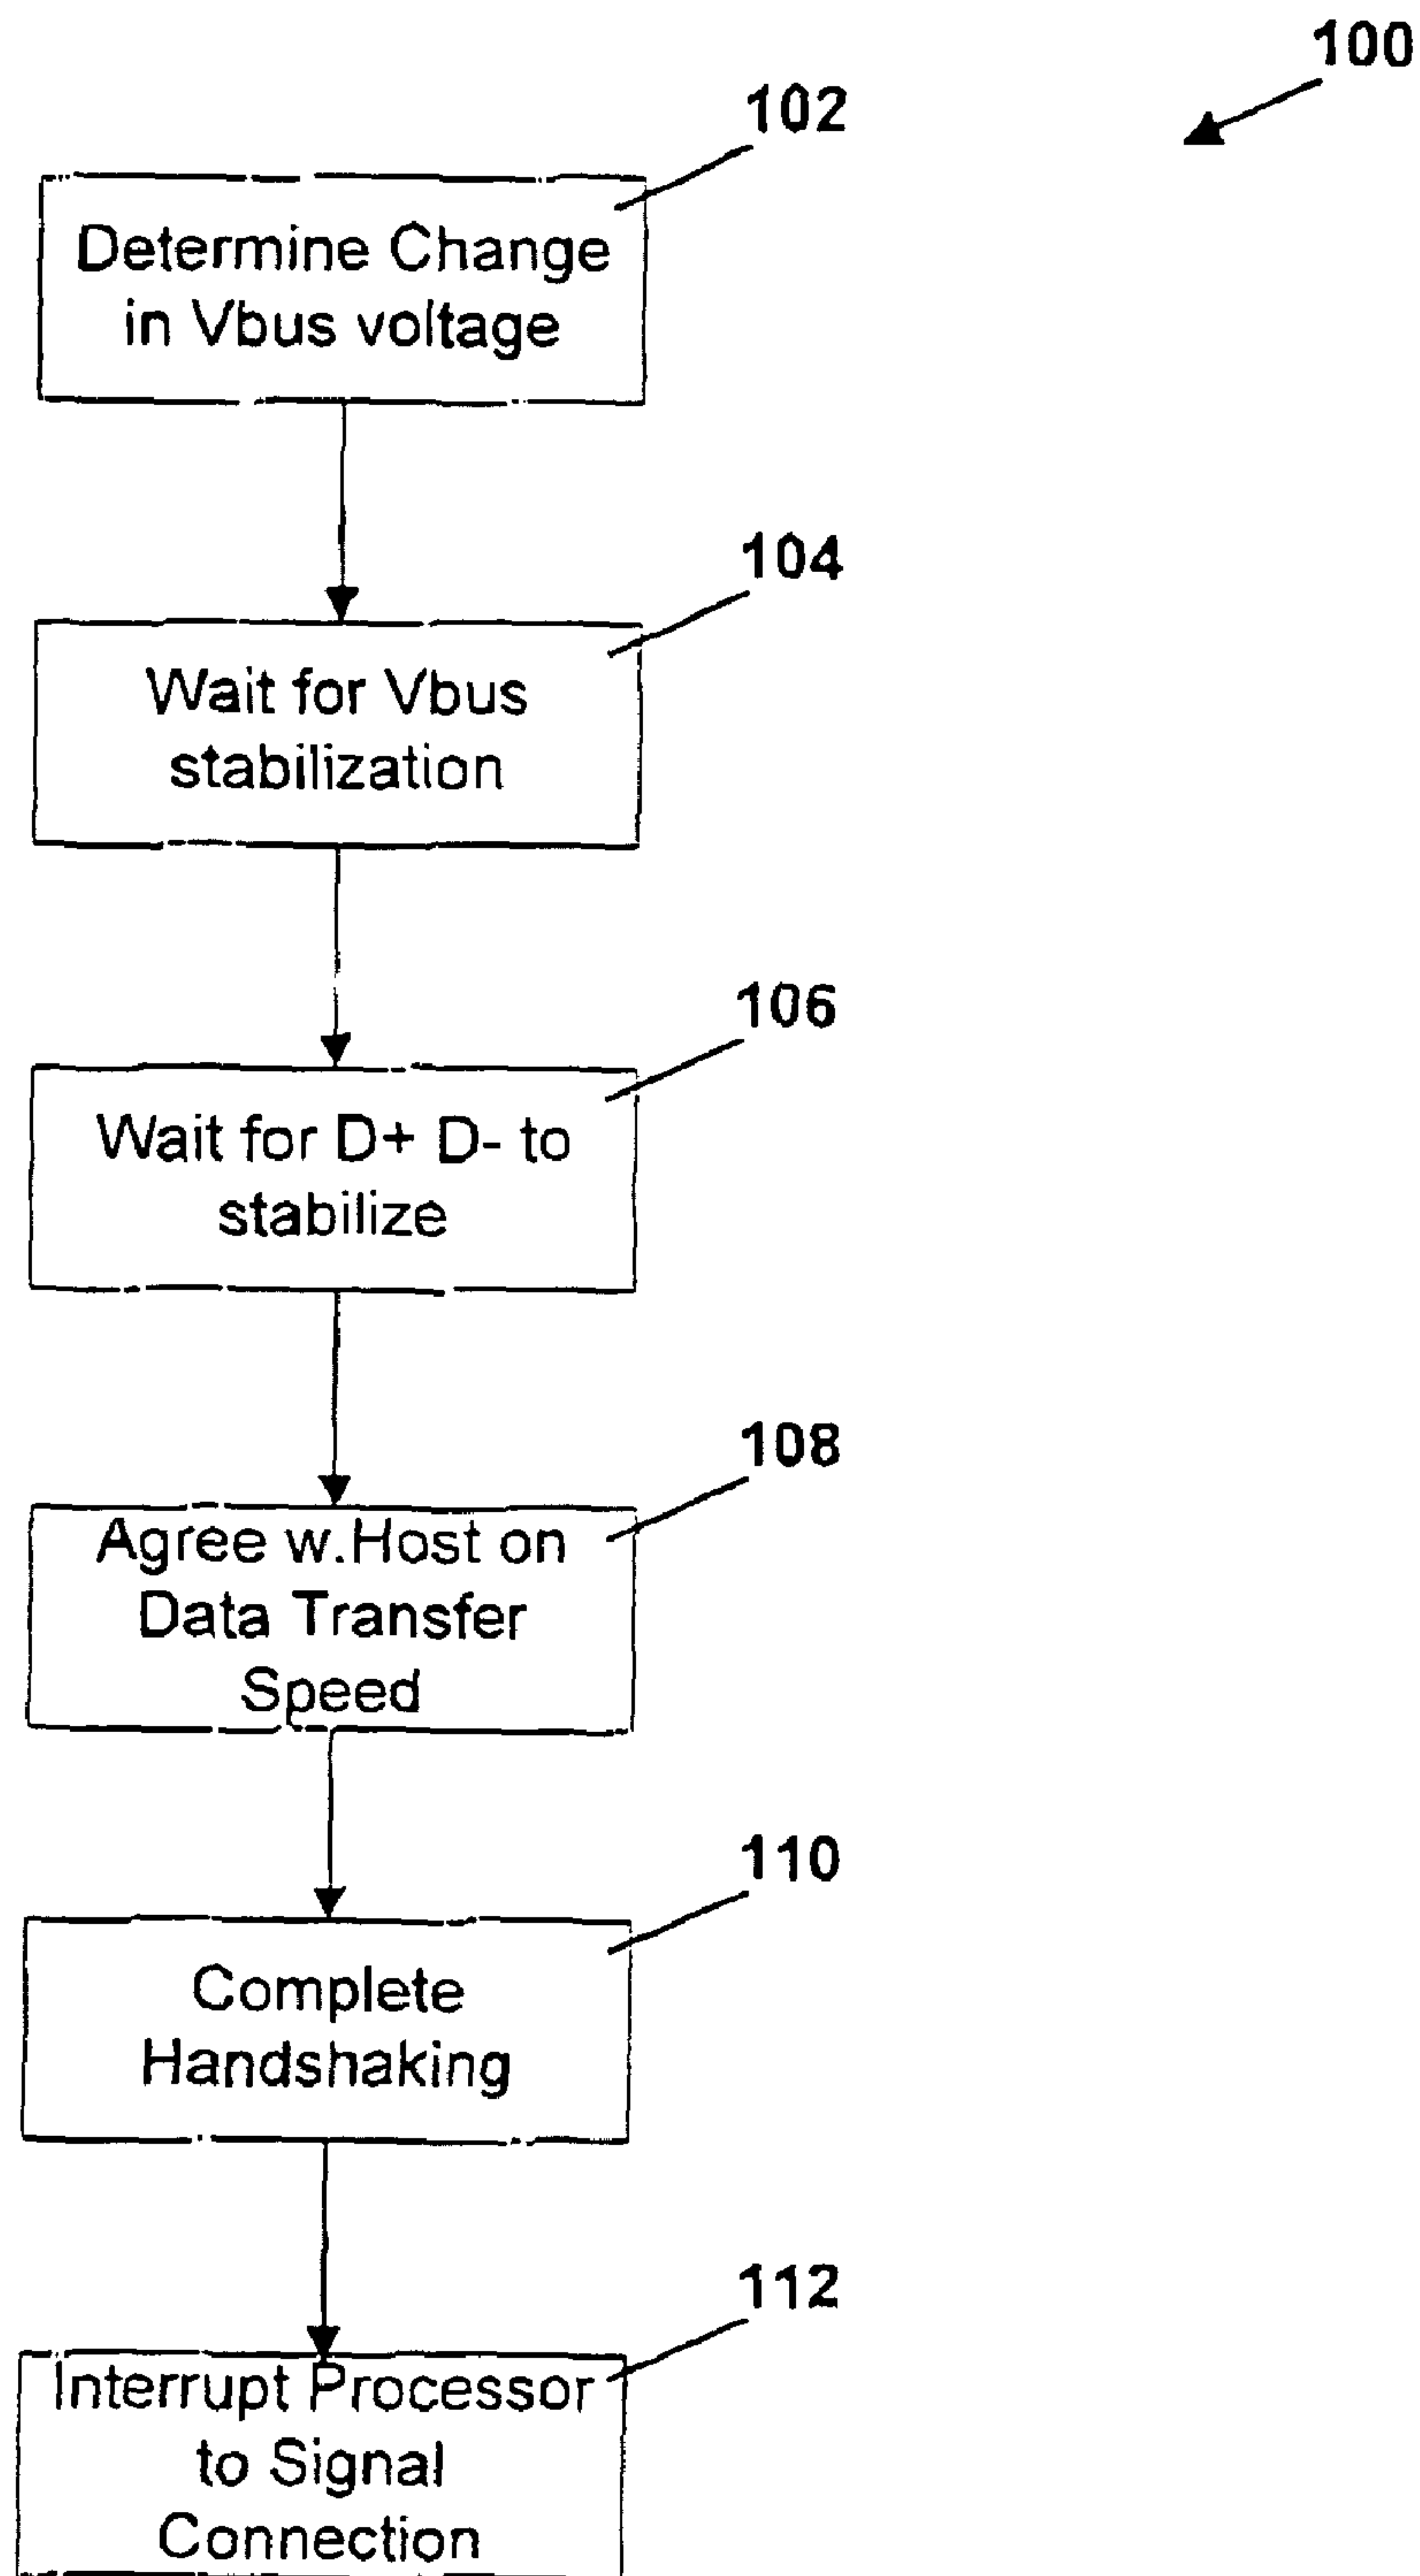 100
102
Determine Change
in Vbus voltage
104
Wait for Vbus
stabilization
106
Wait for D+ D- to
stabilize
108
Agree w.Host on
Data Transfer
Speed
110
Complete
Handshaking
112
Interrupt Processor
to Signal
Connection